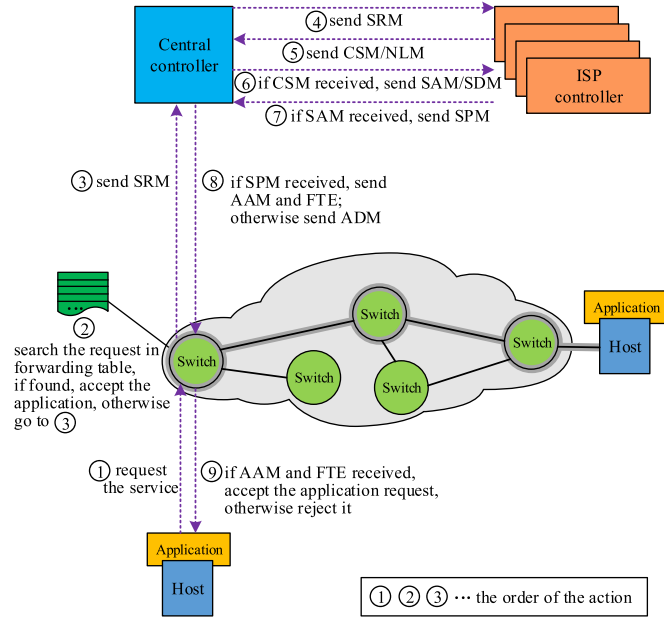 ④ send SRM
Central
controller
⑤ send CSM/NLM
⑥ if CSM received, send SAM/SDM
ISP
controller
⑦ if SAM received, send SPM
③ send SRM
⑧ if SPM received, send
AAM and FTE;
otherwise send ADM
②
search the request in
forwarding table,
if found, accept the
application, otherwise
go to ③
Switch
Switch
Switch
Switch
Switch
Application
Host
① request
the service
⑨ if AAM and FTE received,
accept the application request,
otherwise reject it
Application
Host
① ② ③ ··· the order of the action